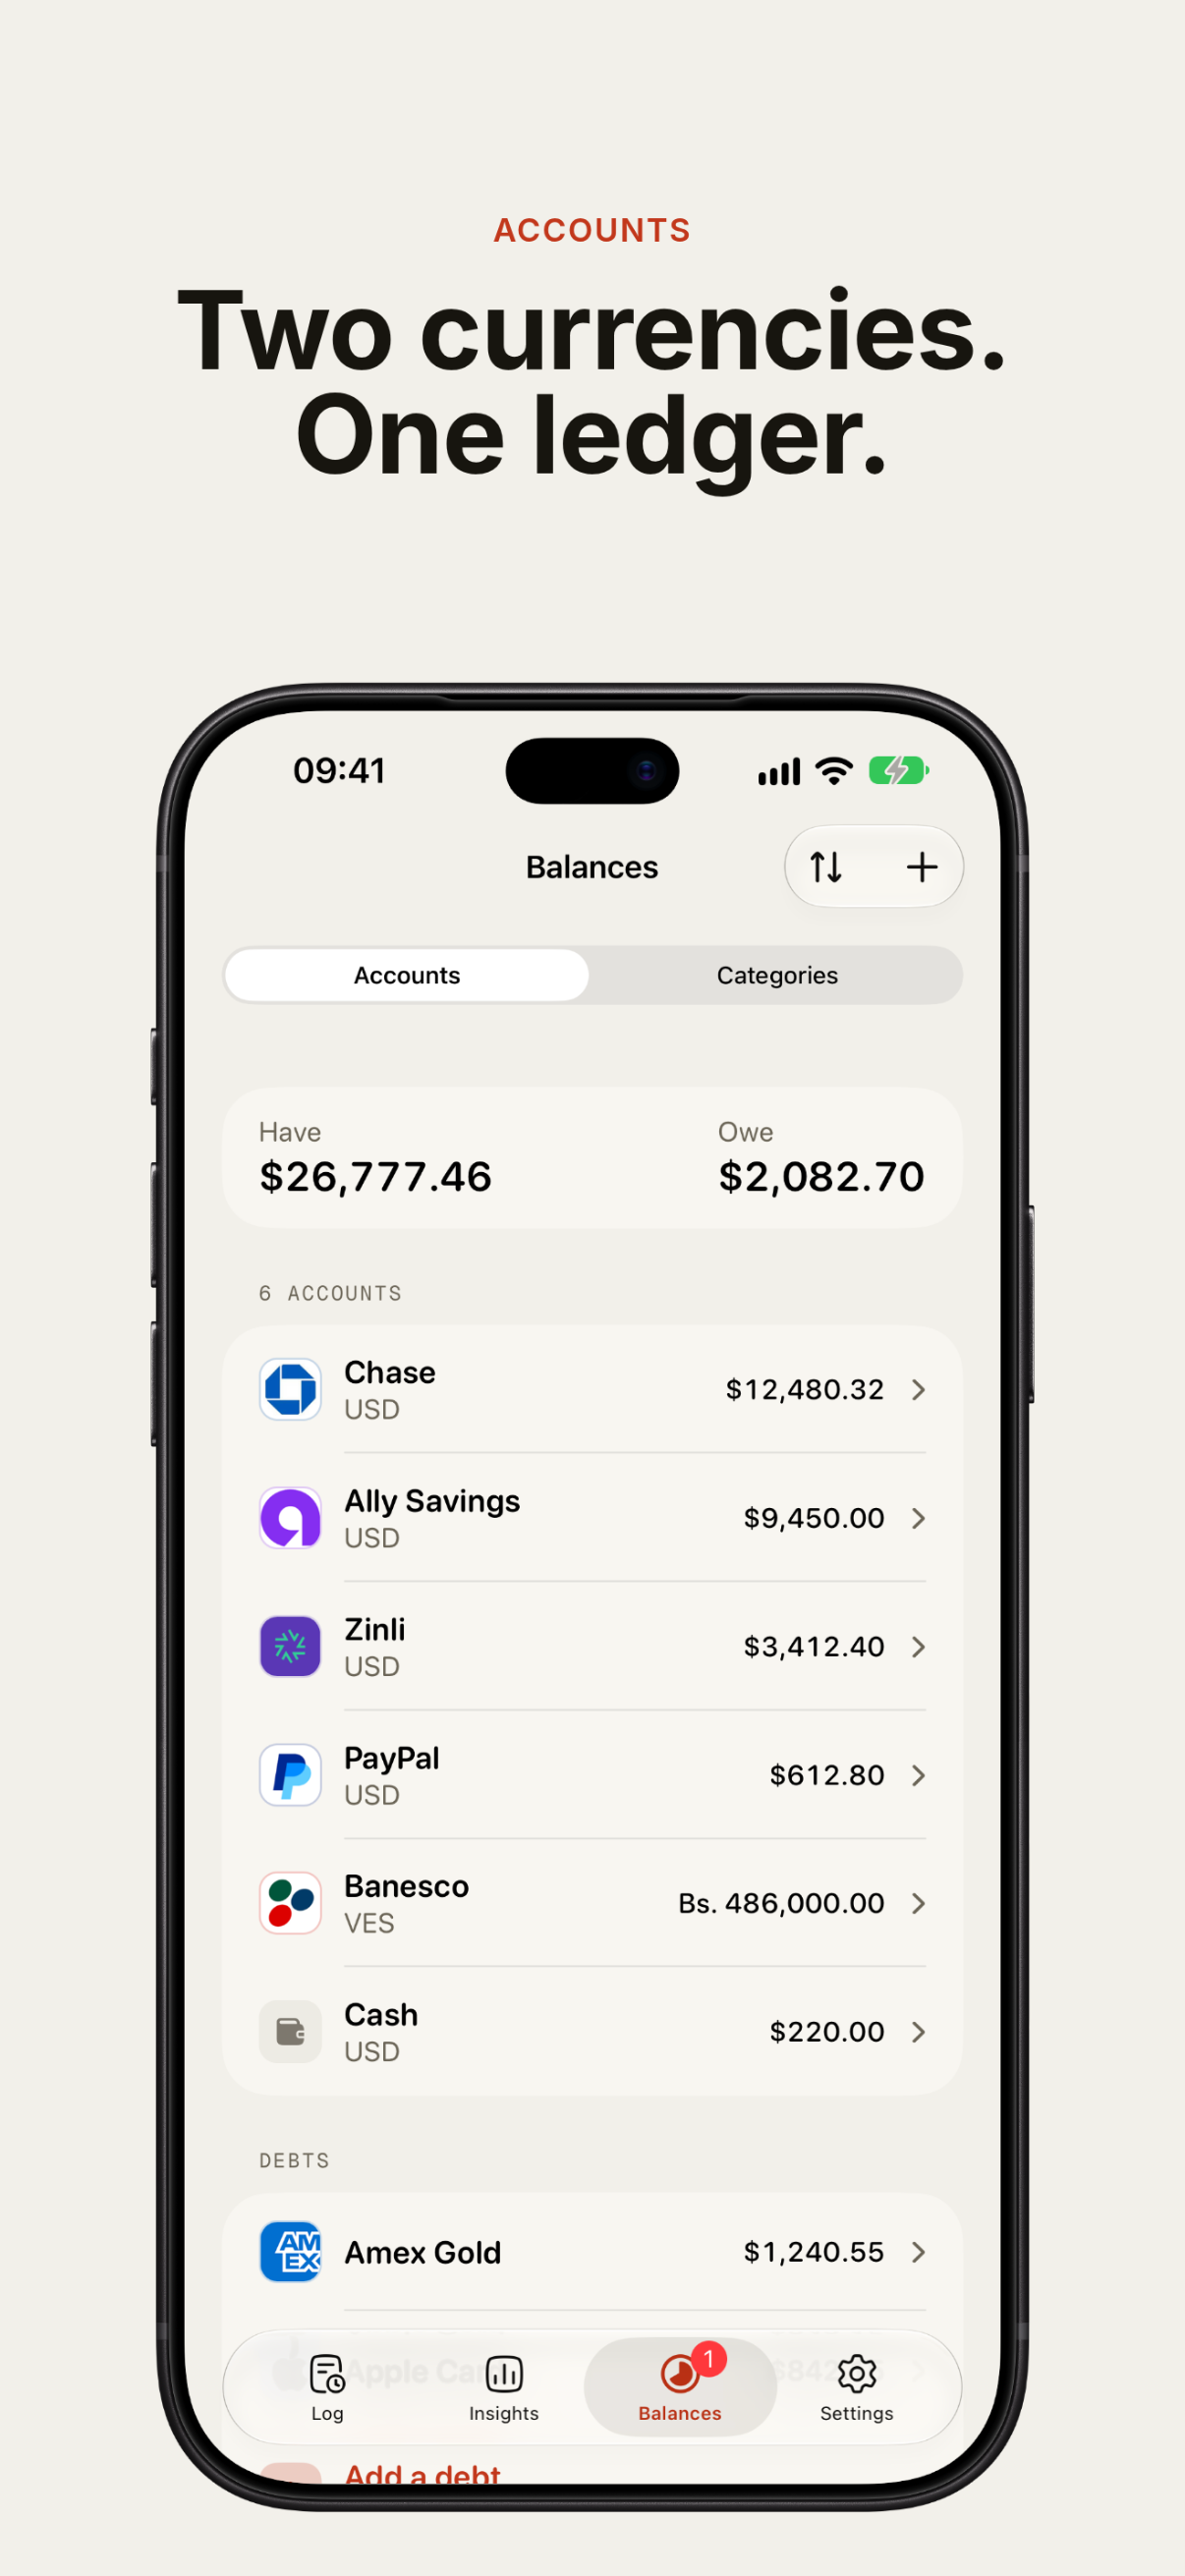 ACCOUNTS
Two currencies.
One ledger.
09:41
Balances
Accounts
Categories
Have
Owe
$26,777.46
$2,082.70
6 ACCOUNTS
Chase
USD
$12,480.32
Ally Savings
USD
$9,450.00
Zinli
USD
$3,412.40
PayPal
USD
$612.80
Banesco
VES
Bs. 486,000.00
Cash
USD
$220.00
DEBTS
AM
EX
Amex Gold
$1,240.55
Apple
1
Log
Insights
Balances
Settings
Add a debt